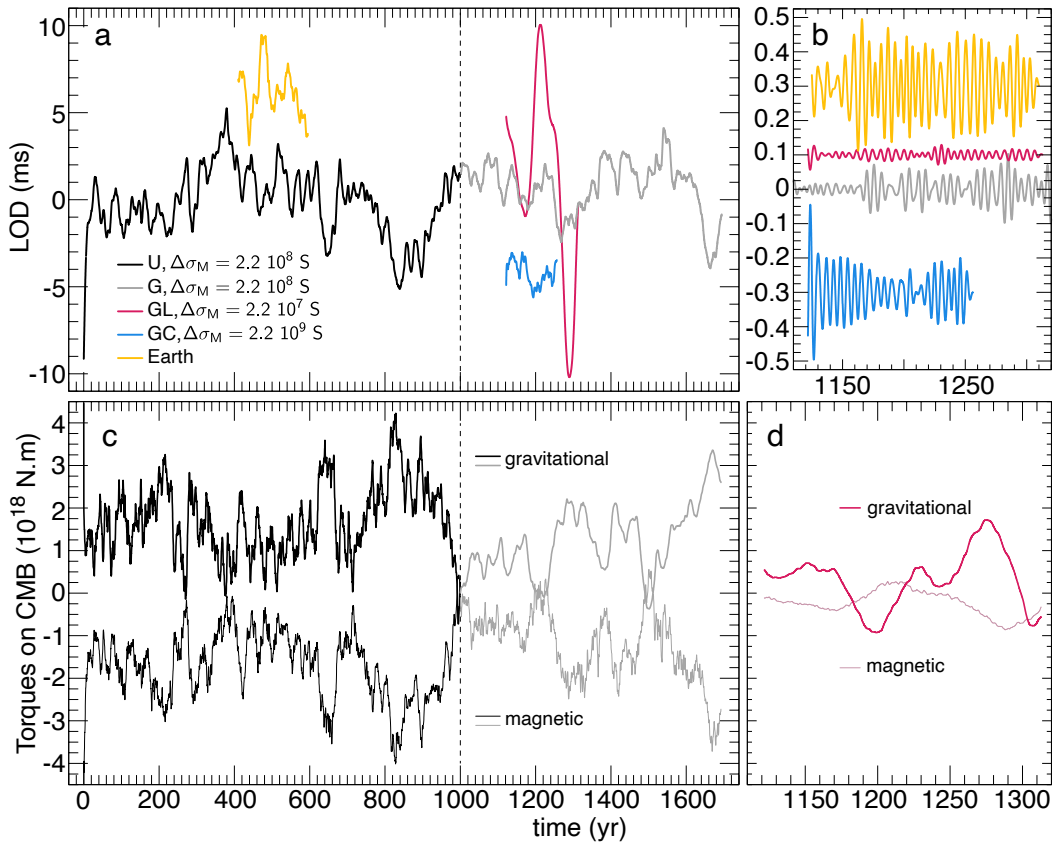 a
LOD (ms)
10
5
0
-5
-10
U, Δσ_M = 2.2 10^8 S
G, Δσ_M = 2.2 10^8 S
GL, Δσ_M = 2.2 10^7 S
GC, Δσ_M = 2.2 10^9 S
Earth
b
0.5
0.4
0.3
0.2
0.1
0
-0.1
-0.2
-0.3
-0.4
-0.5
1150
1250
c
Torques on CMB (10^18 N.m)
4
3
2
1
0
-1
-2
-3
-4
gravitational
magnetic
0 200 400 600 800 1000 1200 1400 1600
time (yr)
d
gravitational
magnetic
1150 1200 1250 1300